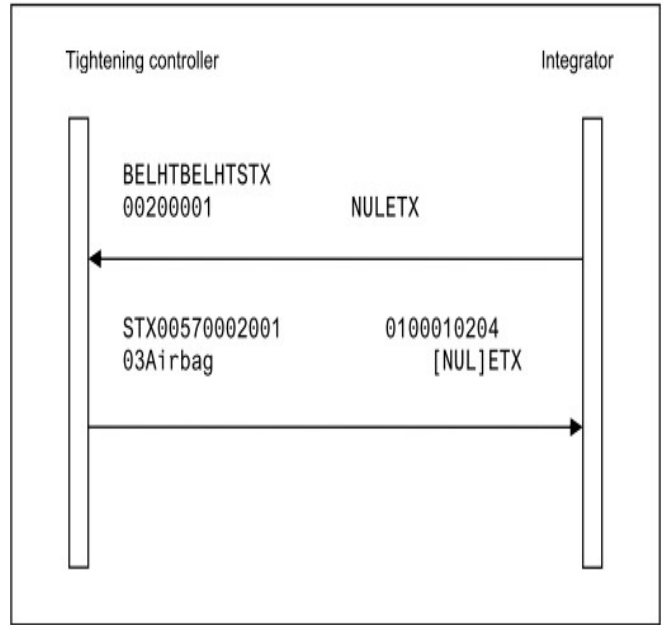 Tightening controller Integrator
BELHTBELHTSTX
00200001 NULETX
STX00570002001 0100010204
03Airbag [NUL]ETX